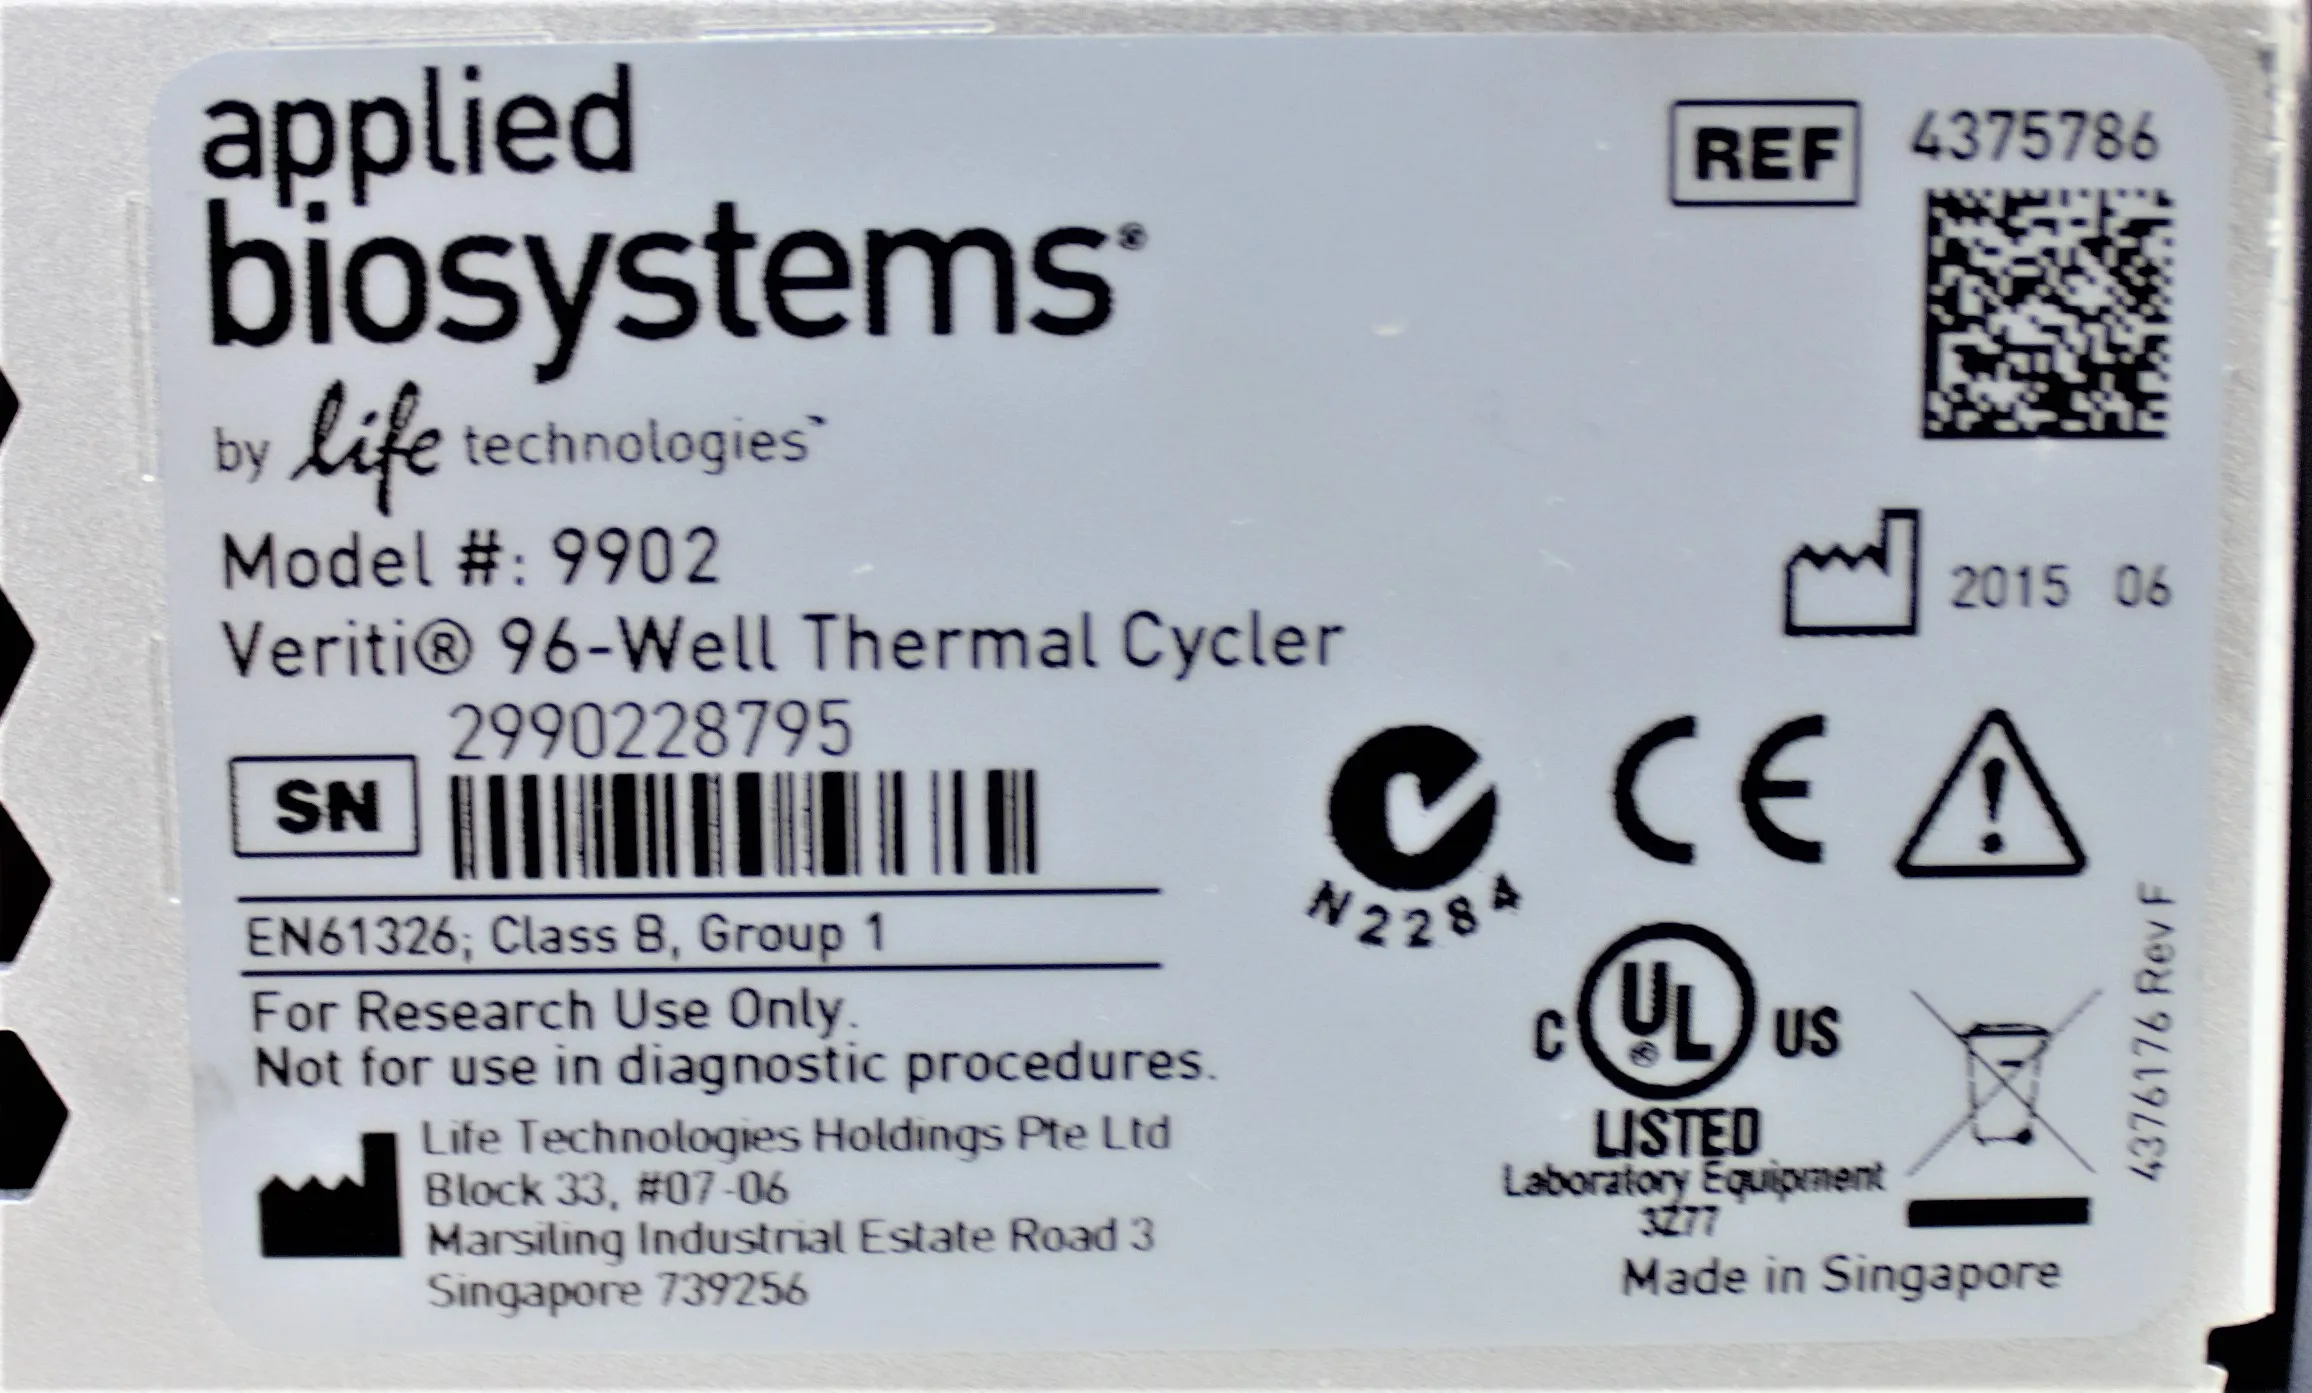 applied
biosystems®
by life technologies™
Model #: 9902
Veriti® 96-Well Thermal Cycler
2990228795
SN
EN61326; Class B, Group 1
For Research Use Only.
Not for use in diagnostic procedures.
Life Technologies Holdings Pte Ltd
Block 33, #07-06
Marsiling Industrial Estate Road 3
Singapore 739256
REF 4375786
2015 06
N2284
CE
C UL® US
LISTED
Laboratory Equipment
3Z77
Made in Singapore
4376176 Rev F